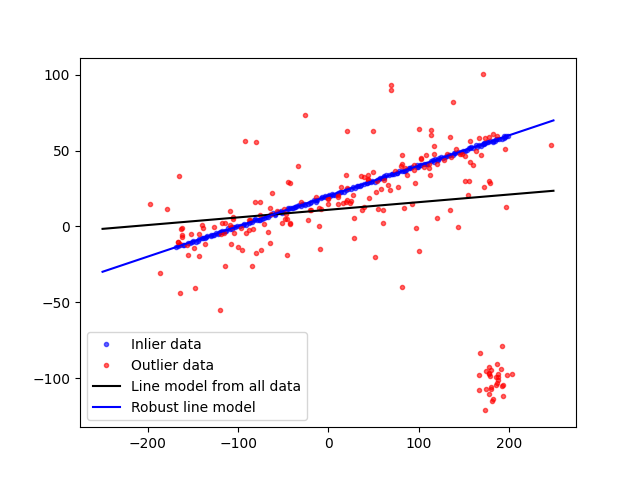 100
50
0
−50
−100
Inlier data
Outlier data
Line model from all data
Robust line model
−200
−100
0
100
200